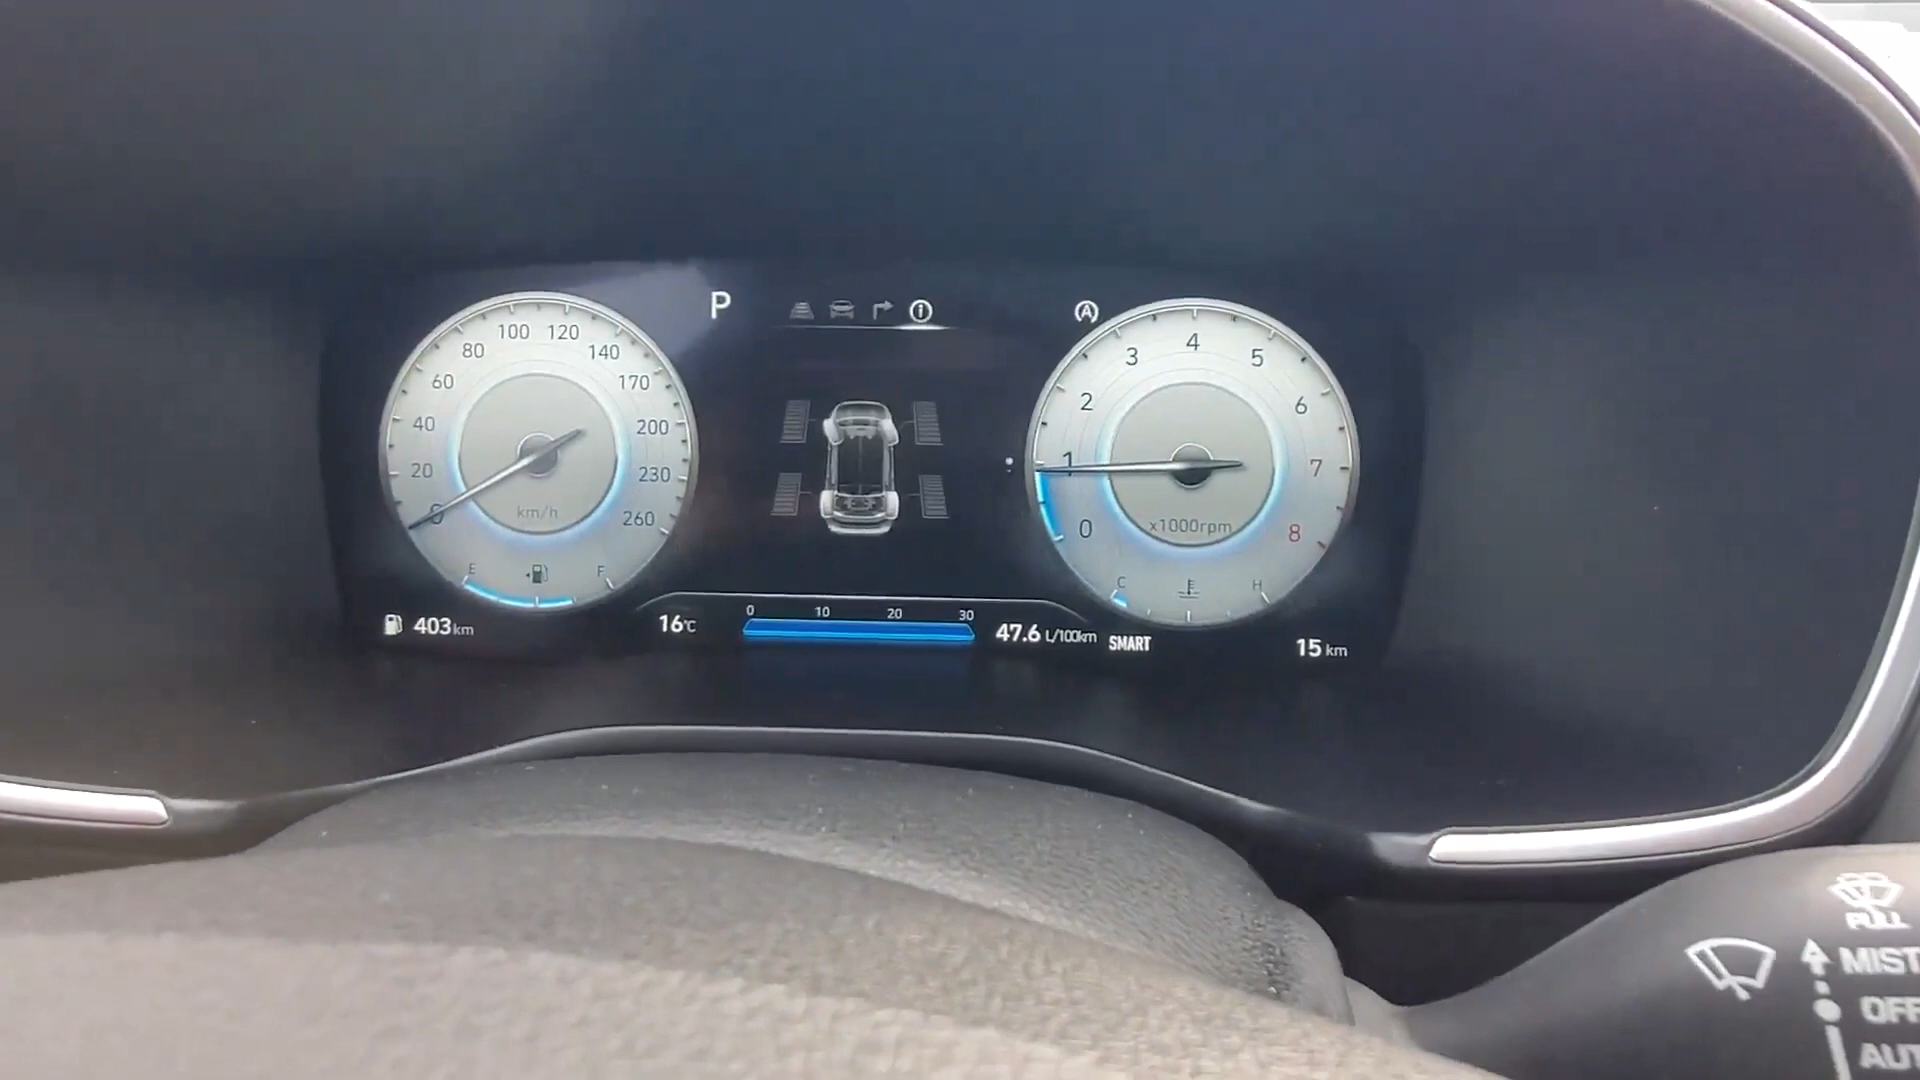 P
100 120
80 140
60 170
40 200
20 230
0 260
km/h
E F
403 km
16°C
0 10 20 30
47.6 L/100km
4
3 5
2 6
1 7
0 8
x1000rpm
C H
SMART
15 km
A
i
PULL
MIST
OFF
AUT